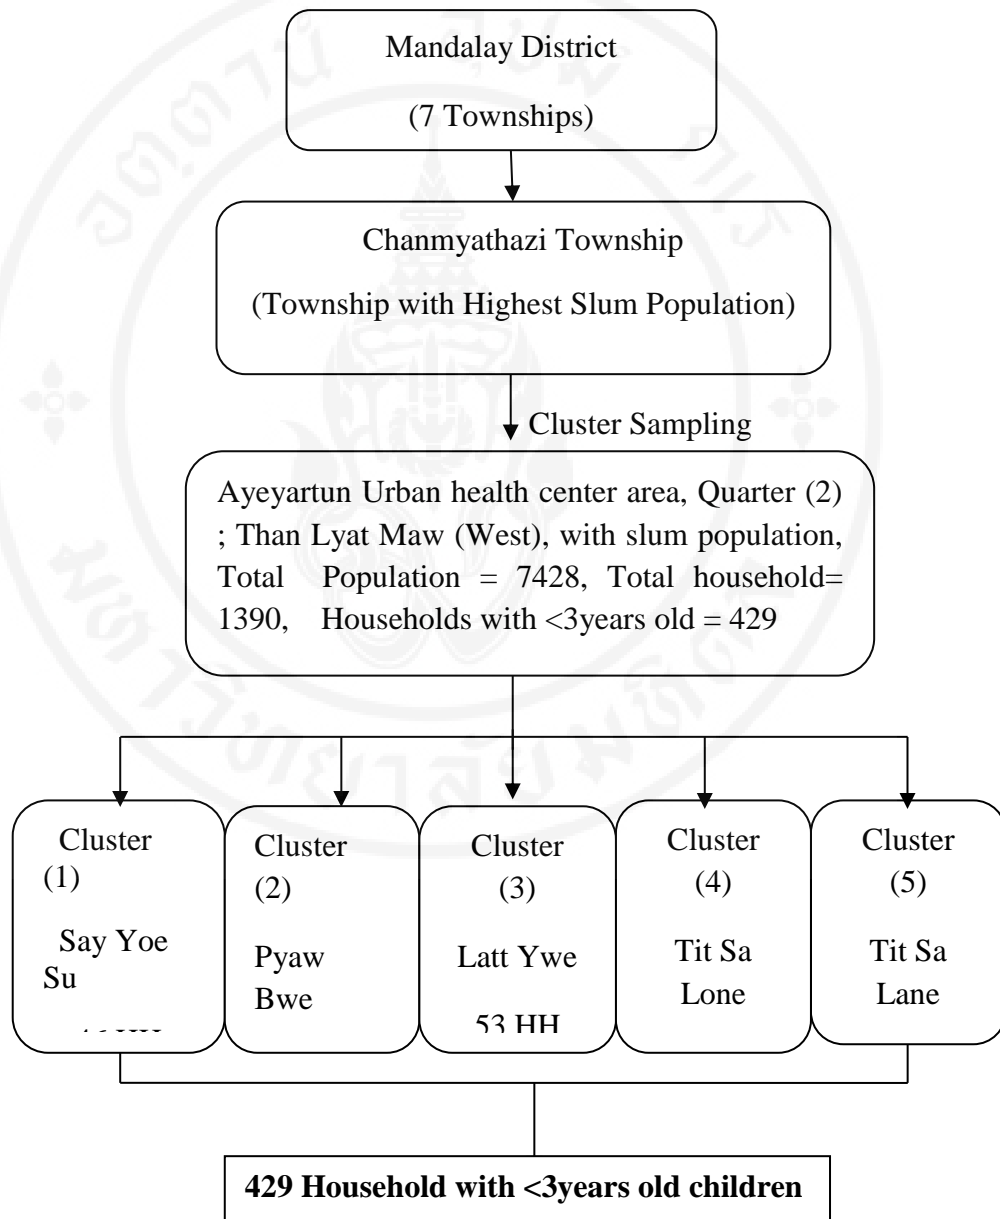 Mandalay District
(7 Townships)
Chanmyathazi Township
(Township with Highest Slum Population)
Cluster Sampling
Ayeyartun Urban health center area, Quarter (2)
; Than Lyat Maw (West), with slum population,
Total Population = 7428, Total household=
1390, Households with <3years old = 429
Cluster
(1)
Say Yoe
Su
HH
Cluster
(2)
Pyaw
Bwe
Cluster
(3)
Latt Ywe
53 HH
Cluster
(4)
Tit Sa
Lone
Cluster
(5)
Tit Sa
Lane
429 Household with <3years old children